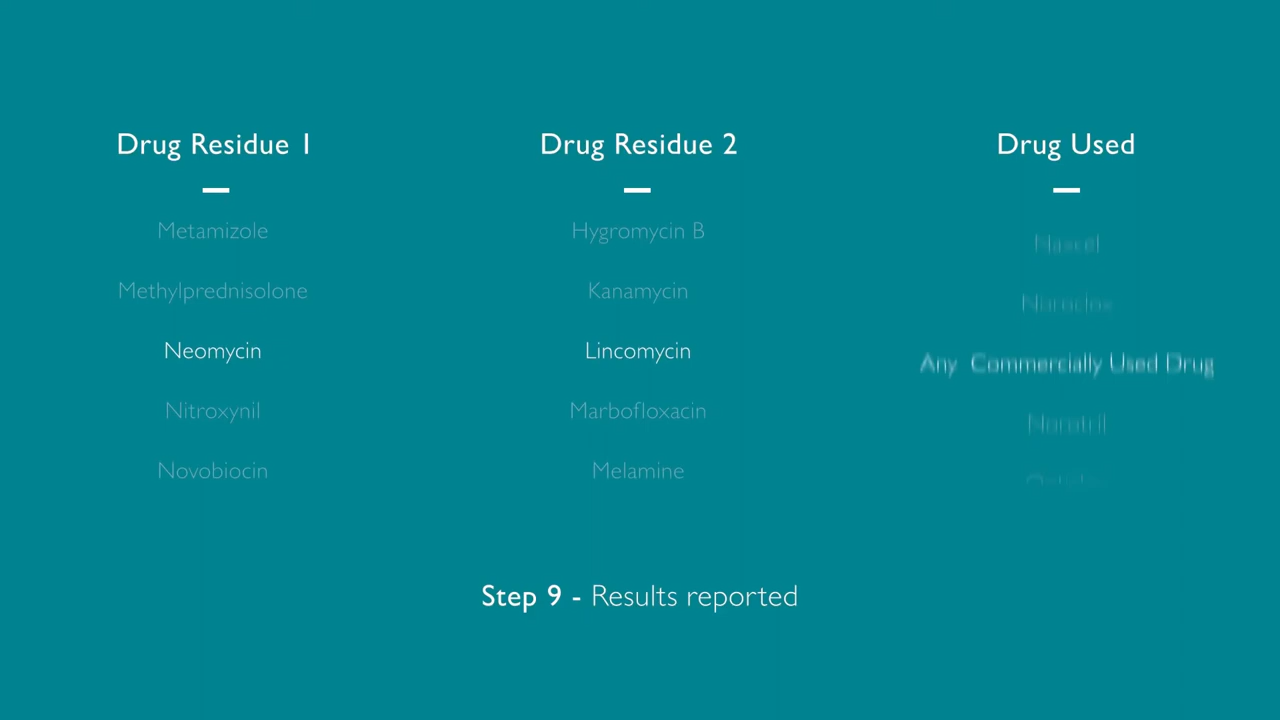 Drug Residue 1
Metamizole
Methylprednisolone
Neomycin
Nitroxynil
Novobiocin
Drug Residue 2
Hygromycin B
Kanamycin
Lincomycin
Marbofloxacin
Melamine
Drug Used
Naxcel
Any Commercially Used Drug
Step 9 - Results reported